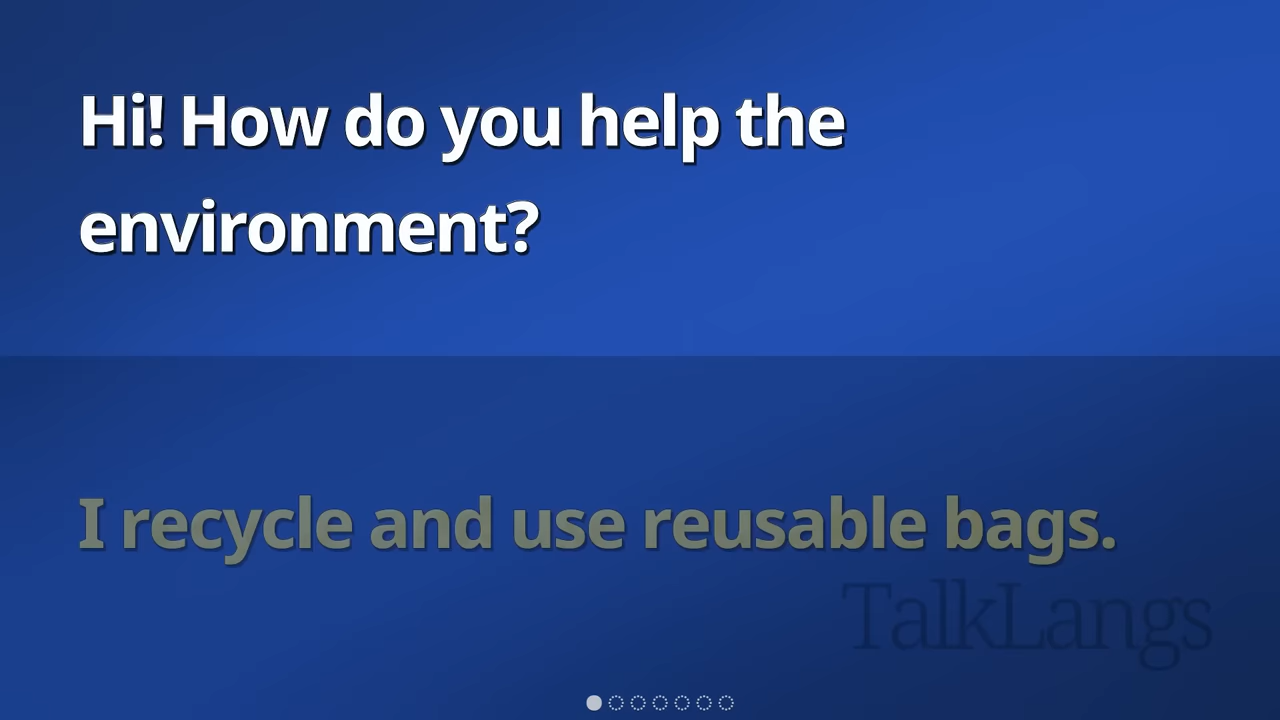 Hi! How do you help the
environment?
I recycle and use reusable bags.
TalkLangs